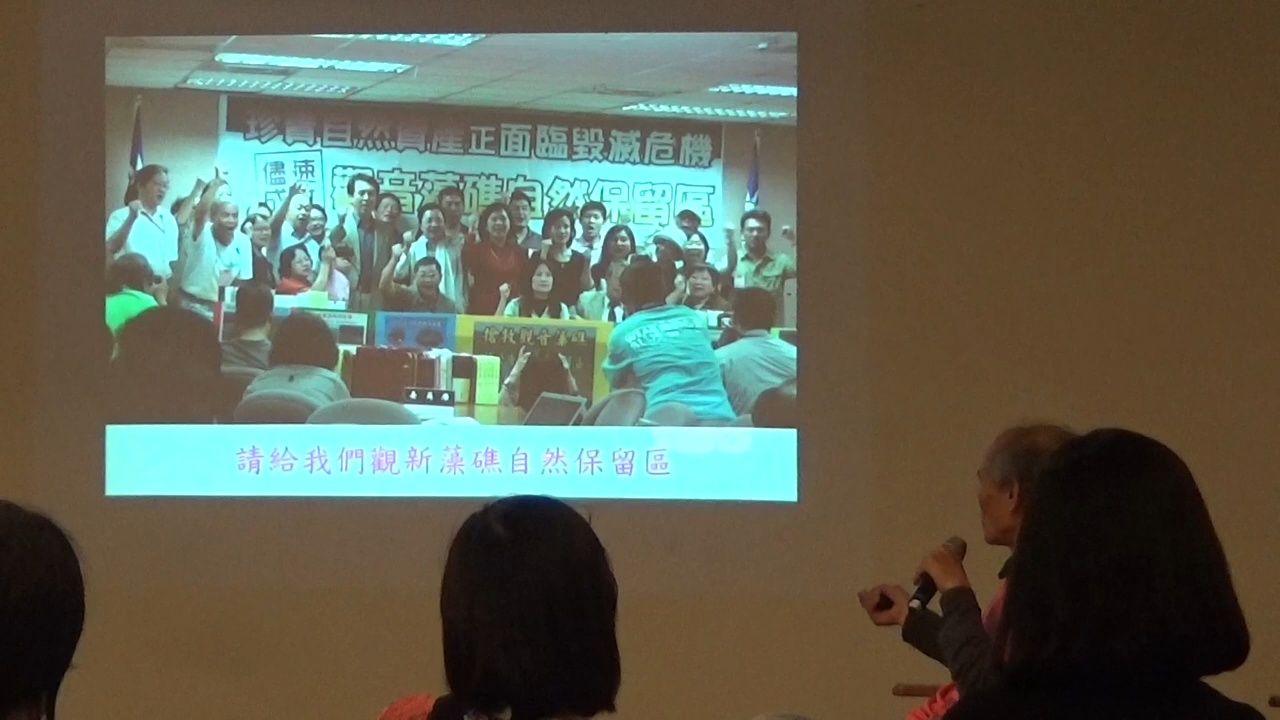 珍貴自然資產正面臨毀滅危機
儘速
觀音藻礁自然保留區
搶救觀音藻礁
請給我們觀新藻礁自然保留區